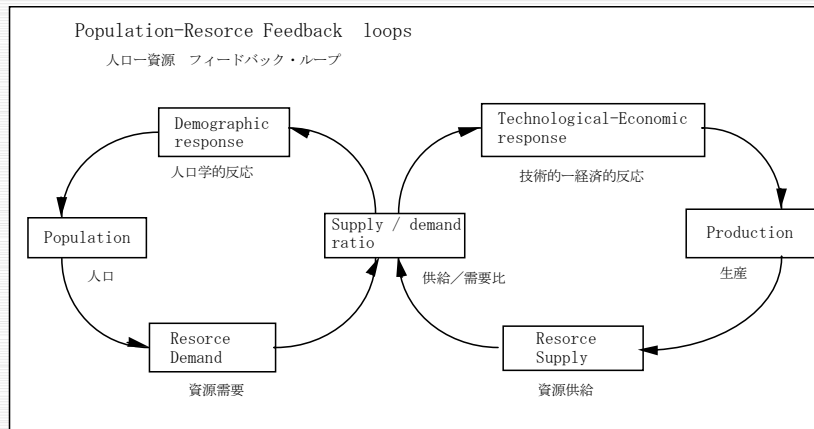 Population-Resorce Feedback loops
人口ー資源 フィードバック・ループ
Demographic
response
人口学的反応
Technological-Economic
response
技術的ー経済的反応
Population
人口
Supply / demand
ratio
供給／需要比
Production
生産
Resorce
Demand
資源需要
Resorce
Supply
資源供給